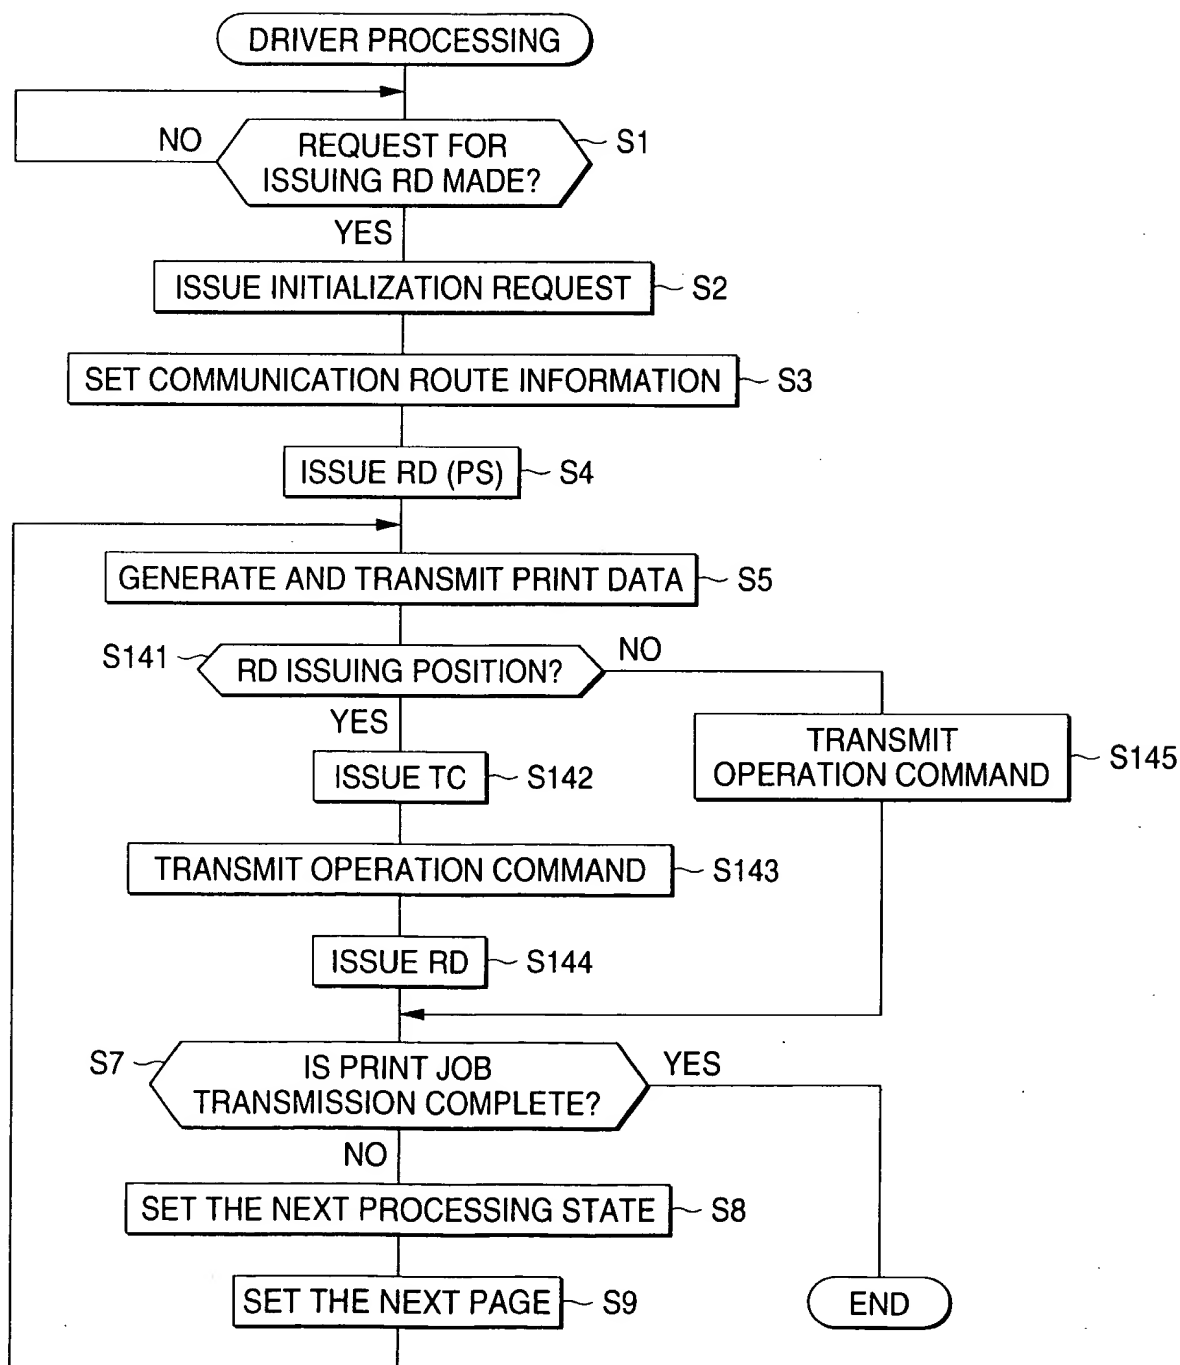 DRIVER PROCESSING
NO
REQUEST FOR
ISSUING RD MADE?
S1
YES
ISSUE INITIALIZATION REQUEST
S2
SET COMMUNICATION ROUTE INFORMATION
S3
ISSUE RD (PS)
S4
GENERATE AND TRANSMIT PRINT DATA
S5
S141
RD ISSUING POSITION?
NO
YES
TRANSMIT
OPERATION COMMAND
S145
ISSUE TC
S142
TRANSMIT OPERATION COMMAND
S143
ISSUE RD
S144
S7
IS PRINT JOB
TRANSMISSION COMPLETE?
YES
NO
SET THE NEXT PROCESSING STATE
S8
SET THE NEXT PAGE
S9
END